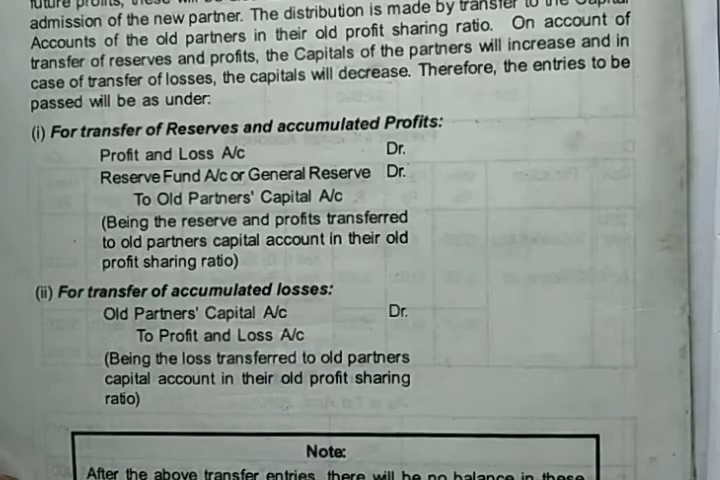 future profits, these will be
admission of the new partner. The distribution is made by transfer to the Capital
Accounts of the old partners in their old profit sharing ratio. On account of
transfer of reserves and profits, the Capitals of the partners will increase and in
case of transfer of losses, the capitals will decrease. Therefore, the entries to be
passed will be as under:
(i) For transfer of Reserves and accumulated Profits:
Profit and Loss A/c Dr.
Reserve Fund A/c or General Reserve Dr.
To Old Partners' Capital A/c
(Being the reserve and profits transferred
to old partners capital account in their old
profit sharing ratio)
(ii) For transfer of accumulated losses:
Old Partners' Capital A/c Dr.
To Profit and Loss A/c
(Being the loss transferred to old partners
capital account in their old profit sharing
ratio)
Note:
After the above transfer entries, there will be no balance in these